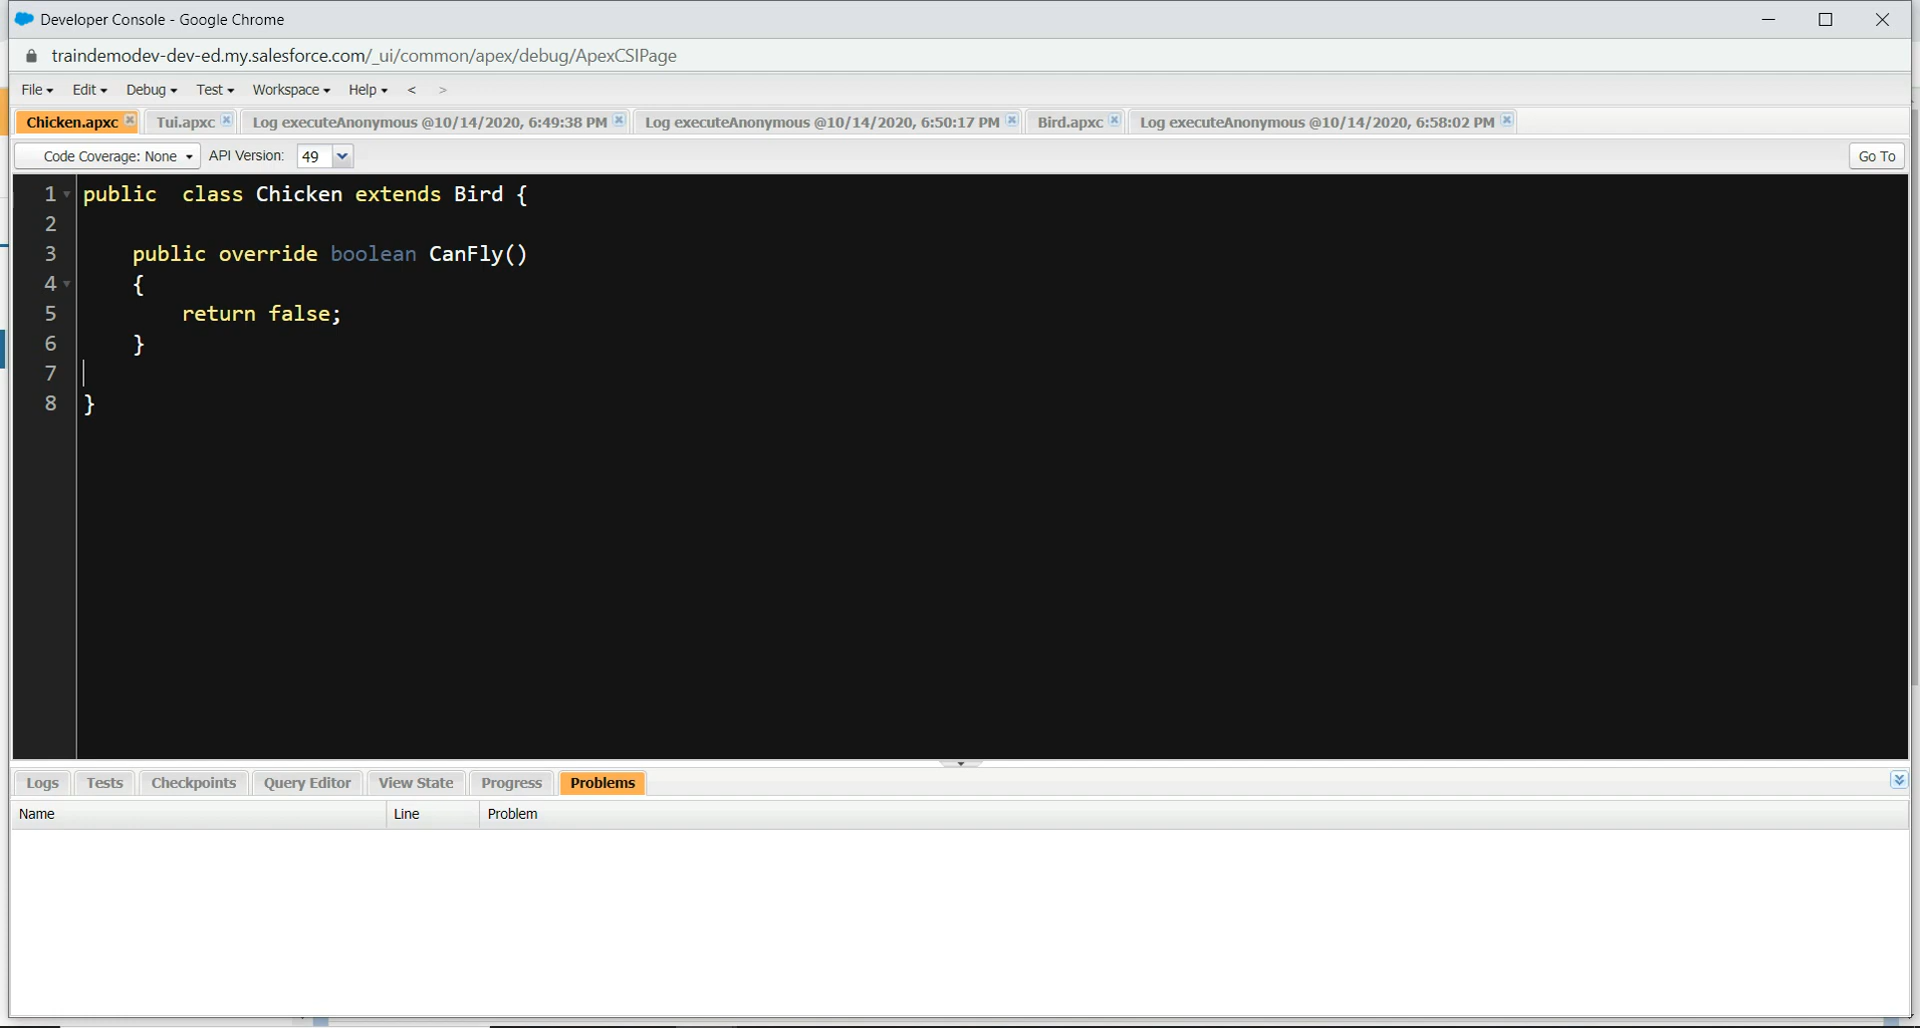 Developer Console - Google Chrome
traindemodev-dev-ed.my.salesforce.com/_ui/common/apex/debug/ApexCSIPage
File Edit Debug Test Workspace Help < >
Chicken.apxc Tui.apxc Log executeAnonymous @10/14/2020, 6:49:38 PM Log executeAnonymous @10/14/2020, 6:50:17 PM Bird.apxc Log executeAnonymous @10/14/2020, 6:58:02 PM
Code Coverage: None API Version: 49 Go To
1 public  class Chicken extends Bird {
2
3     public override boolean CanFly()
4     {
5         return false;
6     }
7
8 }
Logs Tests Checkpoints Query Editor View State Progress Problems
Name Line Problem